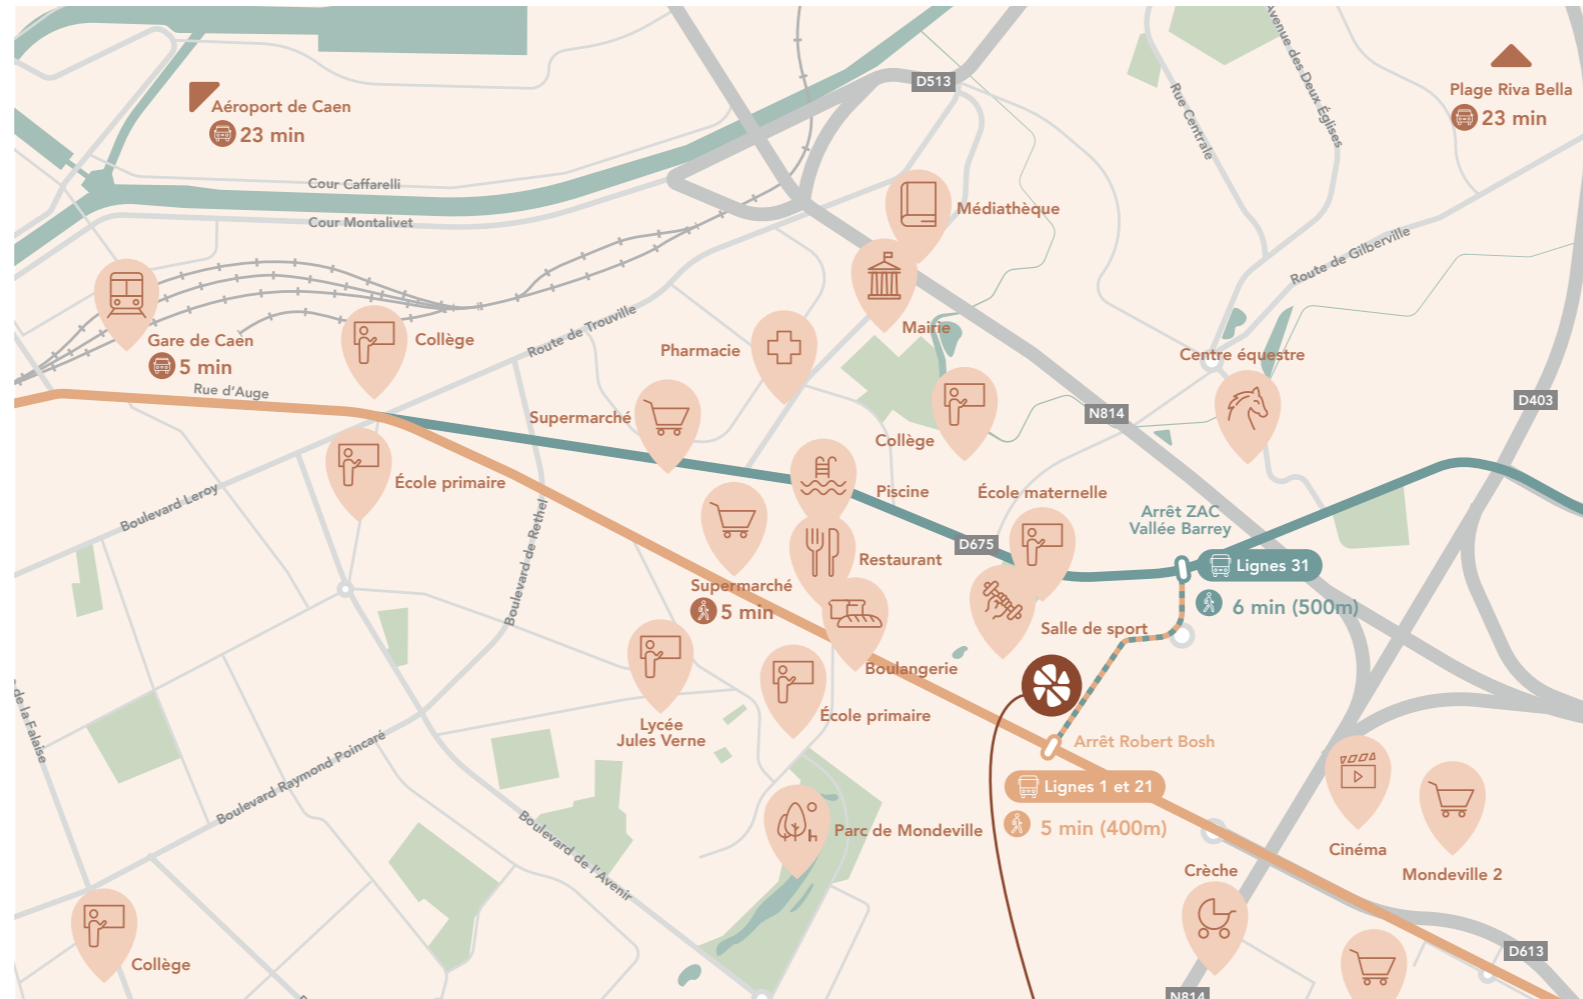 D513
Plage Riva Bella
23 min
Aéroport de Caen
23 min
Avenue des Deux Églises
Rue Centrale
Cour Caffarelli
Cour Montalivet
Médiathèque
Route de Gilberville
Mairie
Route de Trouville
Gare de Caen
5 min
Collège
Pharmacie
Centre équestre
Rue d'Auge
D403
Supermarché
N814
Collège
École primaire
Piscine
École maternelle
Boulevard Leroy
Boulevard de Rethel
Arrêt ZAC
Vallée Barrey
D675
Restaurant
Lignes 31
Supermarché
5 min
6 min (500m)
Salle de sport
Boulangerie
de la Falaise
École primaire
Lycée
Jules Verne
Arrêt Robert Bosh
Boulevard Raymond Poincaré
Lignes 1 et 21
5 min (400m)
Parc de Mondeville
Boulevard de l'Avenir
Cinéma
Mondeville 2
Crèche
Collège
D613
N814